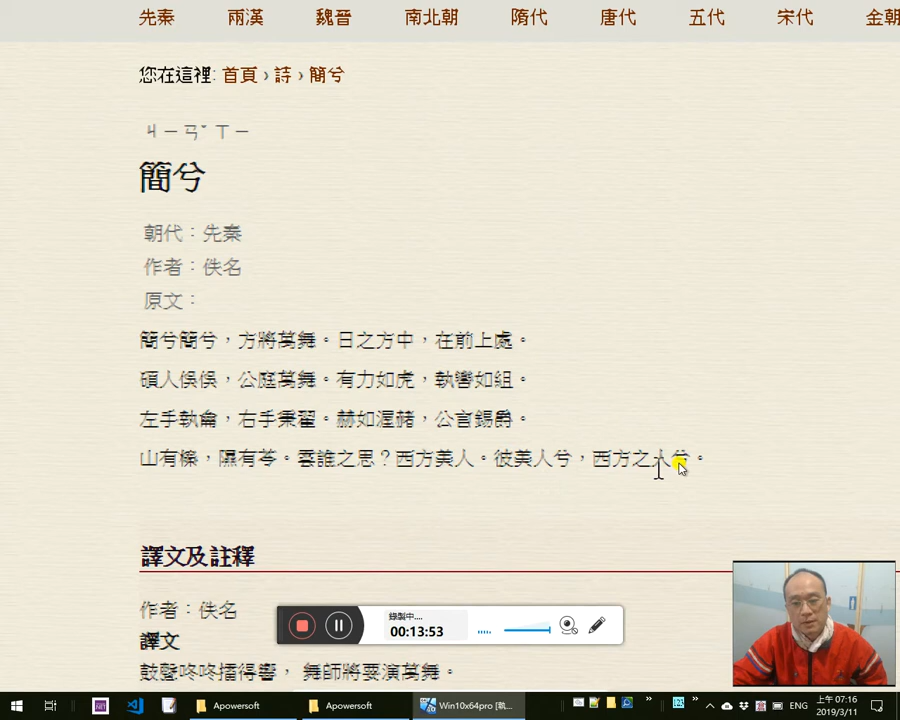 先秦 兩漢 魏晉 南北朝 隋代 唐代 五代 宋代 金朝
您在這裡: 首頁 › 詩 › 簡兮
ㄐㄧㄢˇ ㄒㄧ
簡兮
朝代：先秦
作者：佚名
原文：
簡兮簡兮，方將萬舞。日之方中，在前上處。
碩人俁俁，公庭萬舞。有力如虎，執轡如組。
左手執龠，右手秉翟。赫如渥赭，公言錫爵。
山有榛，隰有苓。雲誰之思？西方美人。彼美人兮，西方之人兮。
譯文及註釋
作者：佚名
譯文
鼓聲咚咚擂得響， 舞師將要演萬舞。
錄製中....
00:13:53
Apowersoft
Apowersoft
Win10x64pro [執...
ENG
上午 07:16
2019/3/11